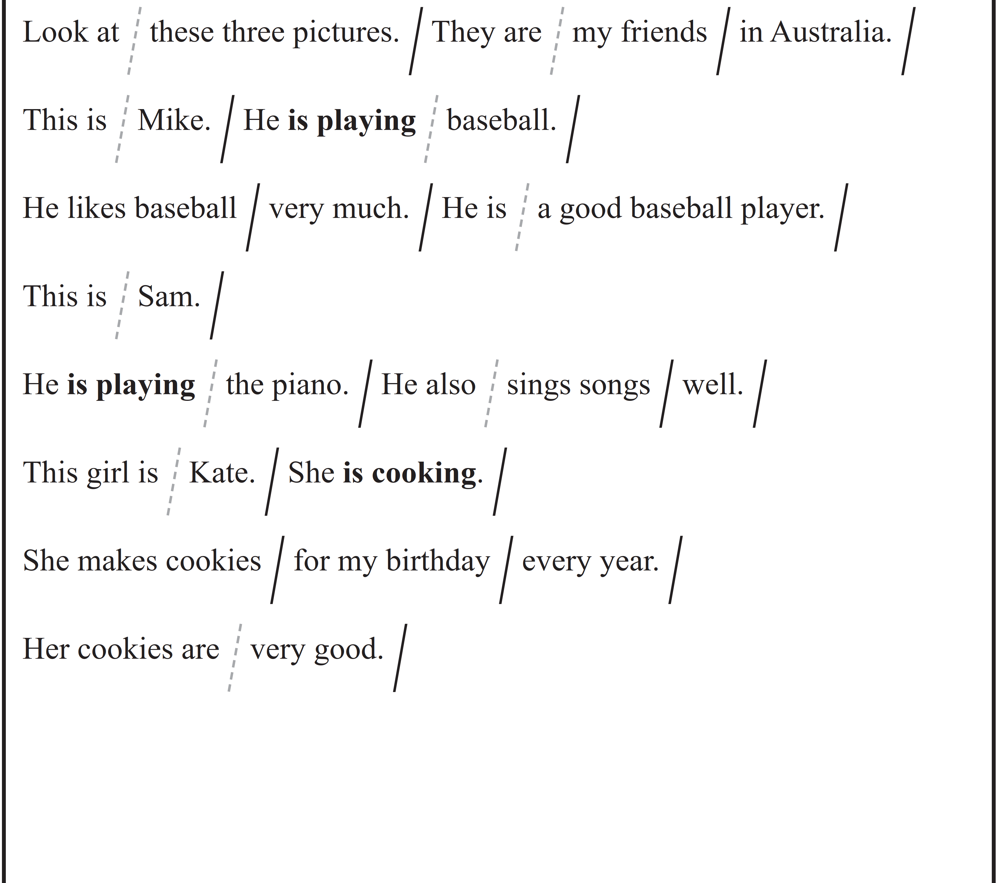 Look at / these three pictures. / They are / my friends / in Australia. /
This is / Mike. / He is playing / baseball. /
He likes baseball / very much. / He is / a good baseball player. /
This is / Sam. /
He is playing / the piano. / He also / sings songs / well. /
This girl is / Kate. / She is cooking. /
She makes cookies / for my birthday / every year. /
Her cookies are / very good. /